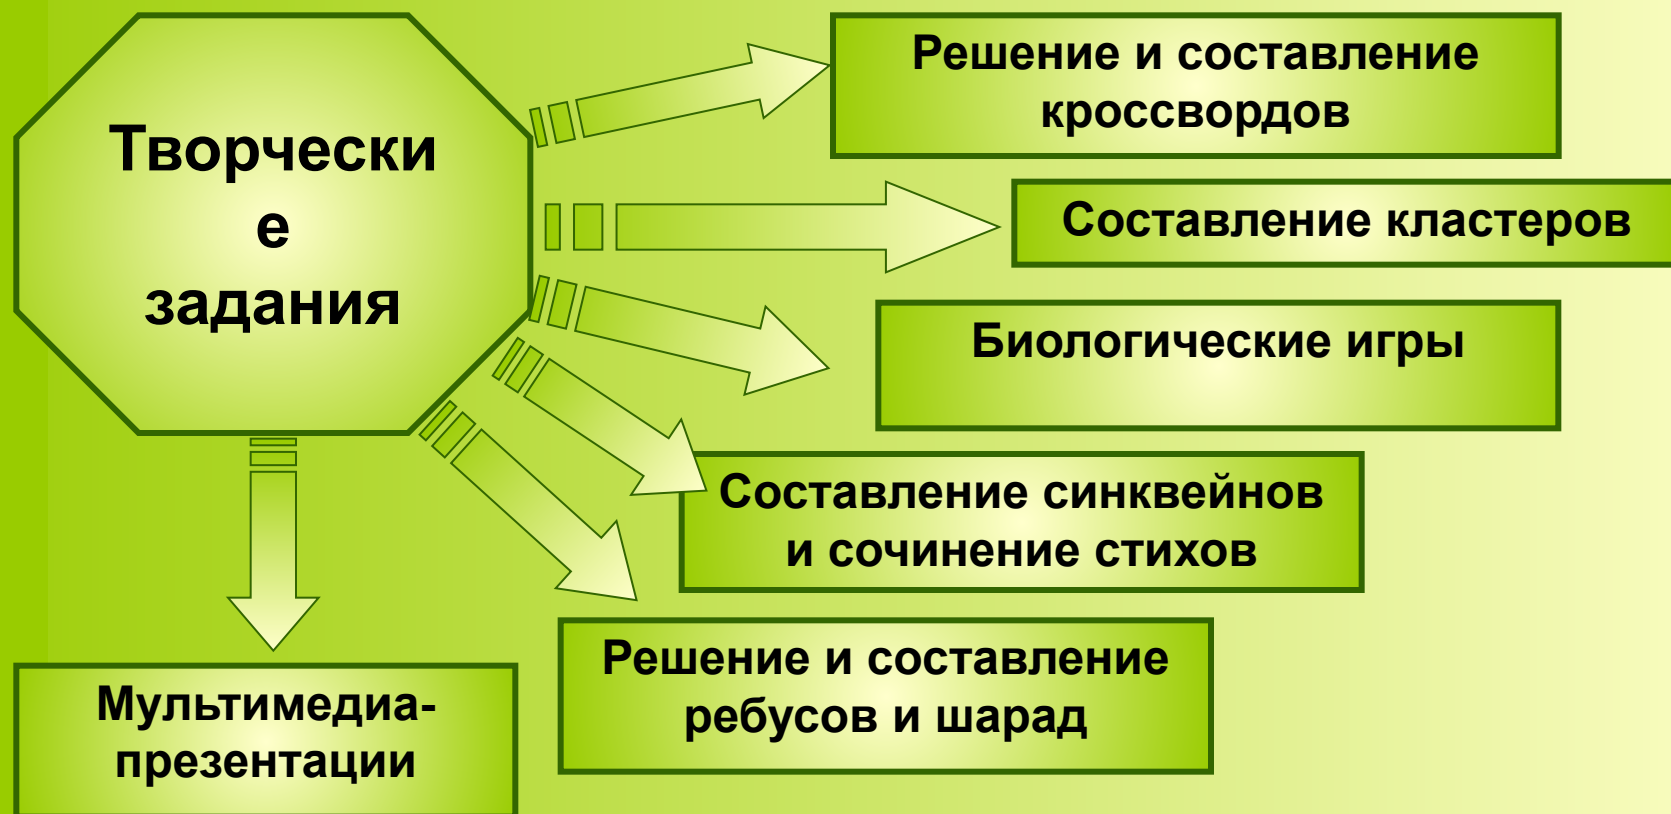 Творчески
е
задания
Решение и составление
кроссвордов
Составление кластеров
Биологические игры
Составление синквейнов
и сочинение стихов
Решение и составление
ребусов и шарад
Мультимедиа-
презентации